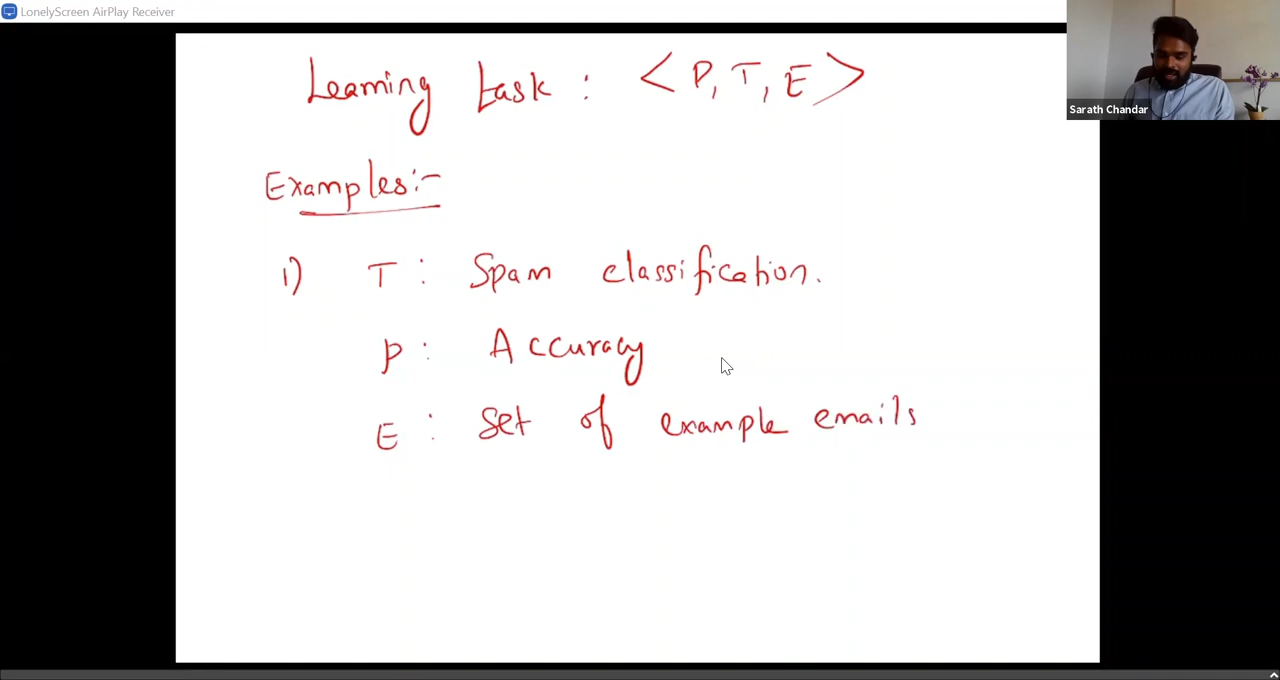 LonelyScreen AirPlay Receiver
Sarath Chandar
Learning task : < P, T, E >
Examples:-
1) T : Spam classification.
P : Accuracy
E : Set of example emails